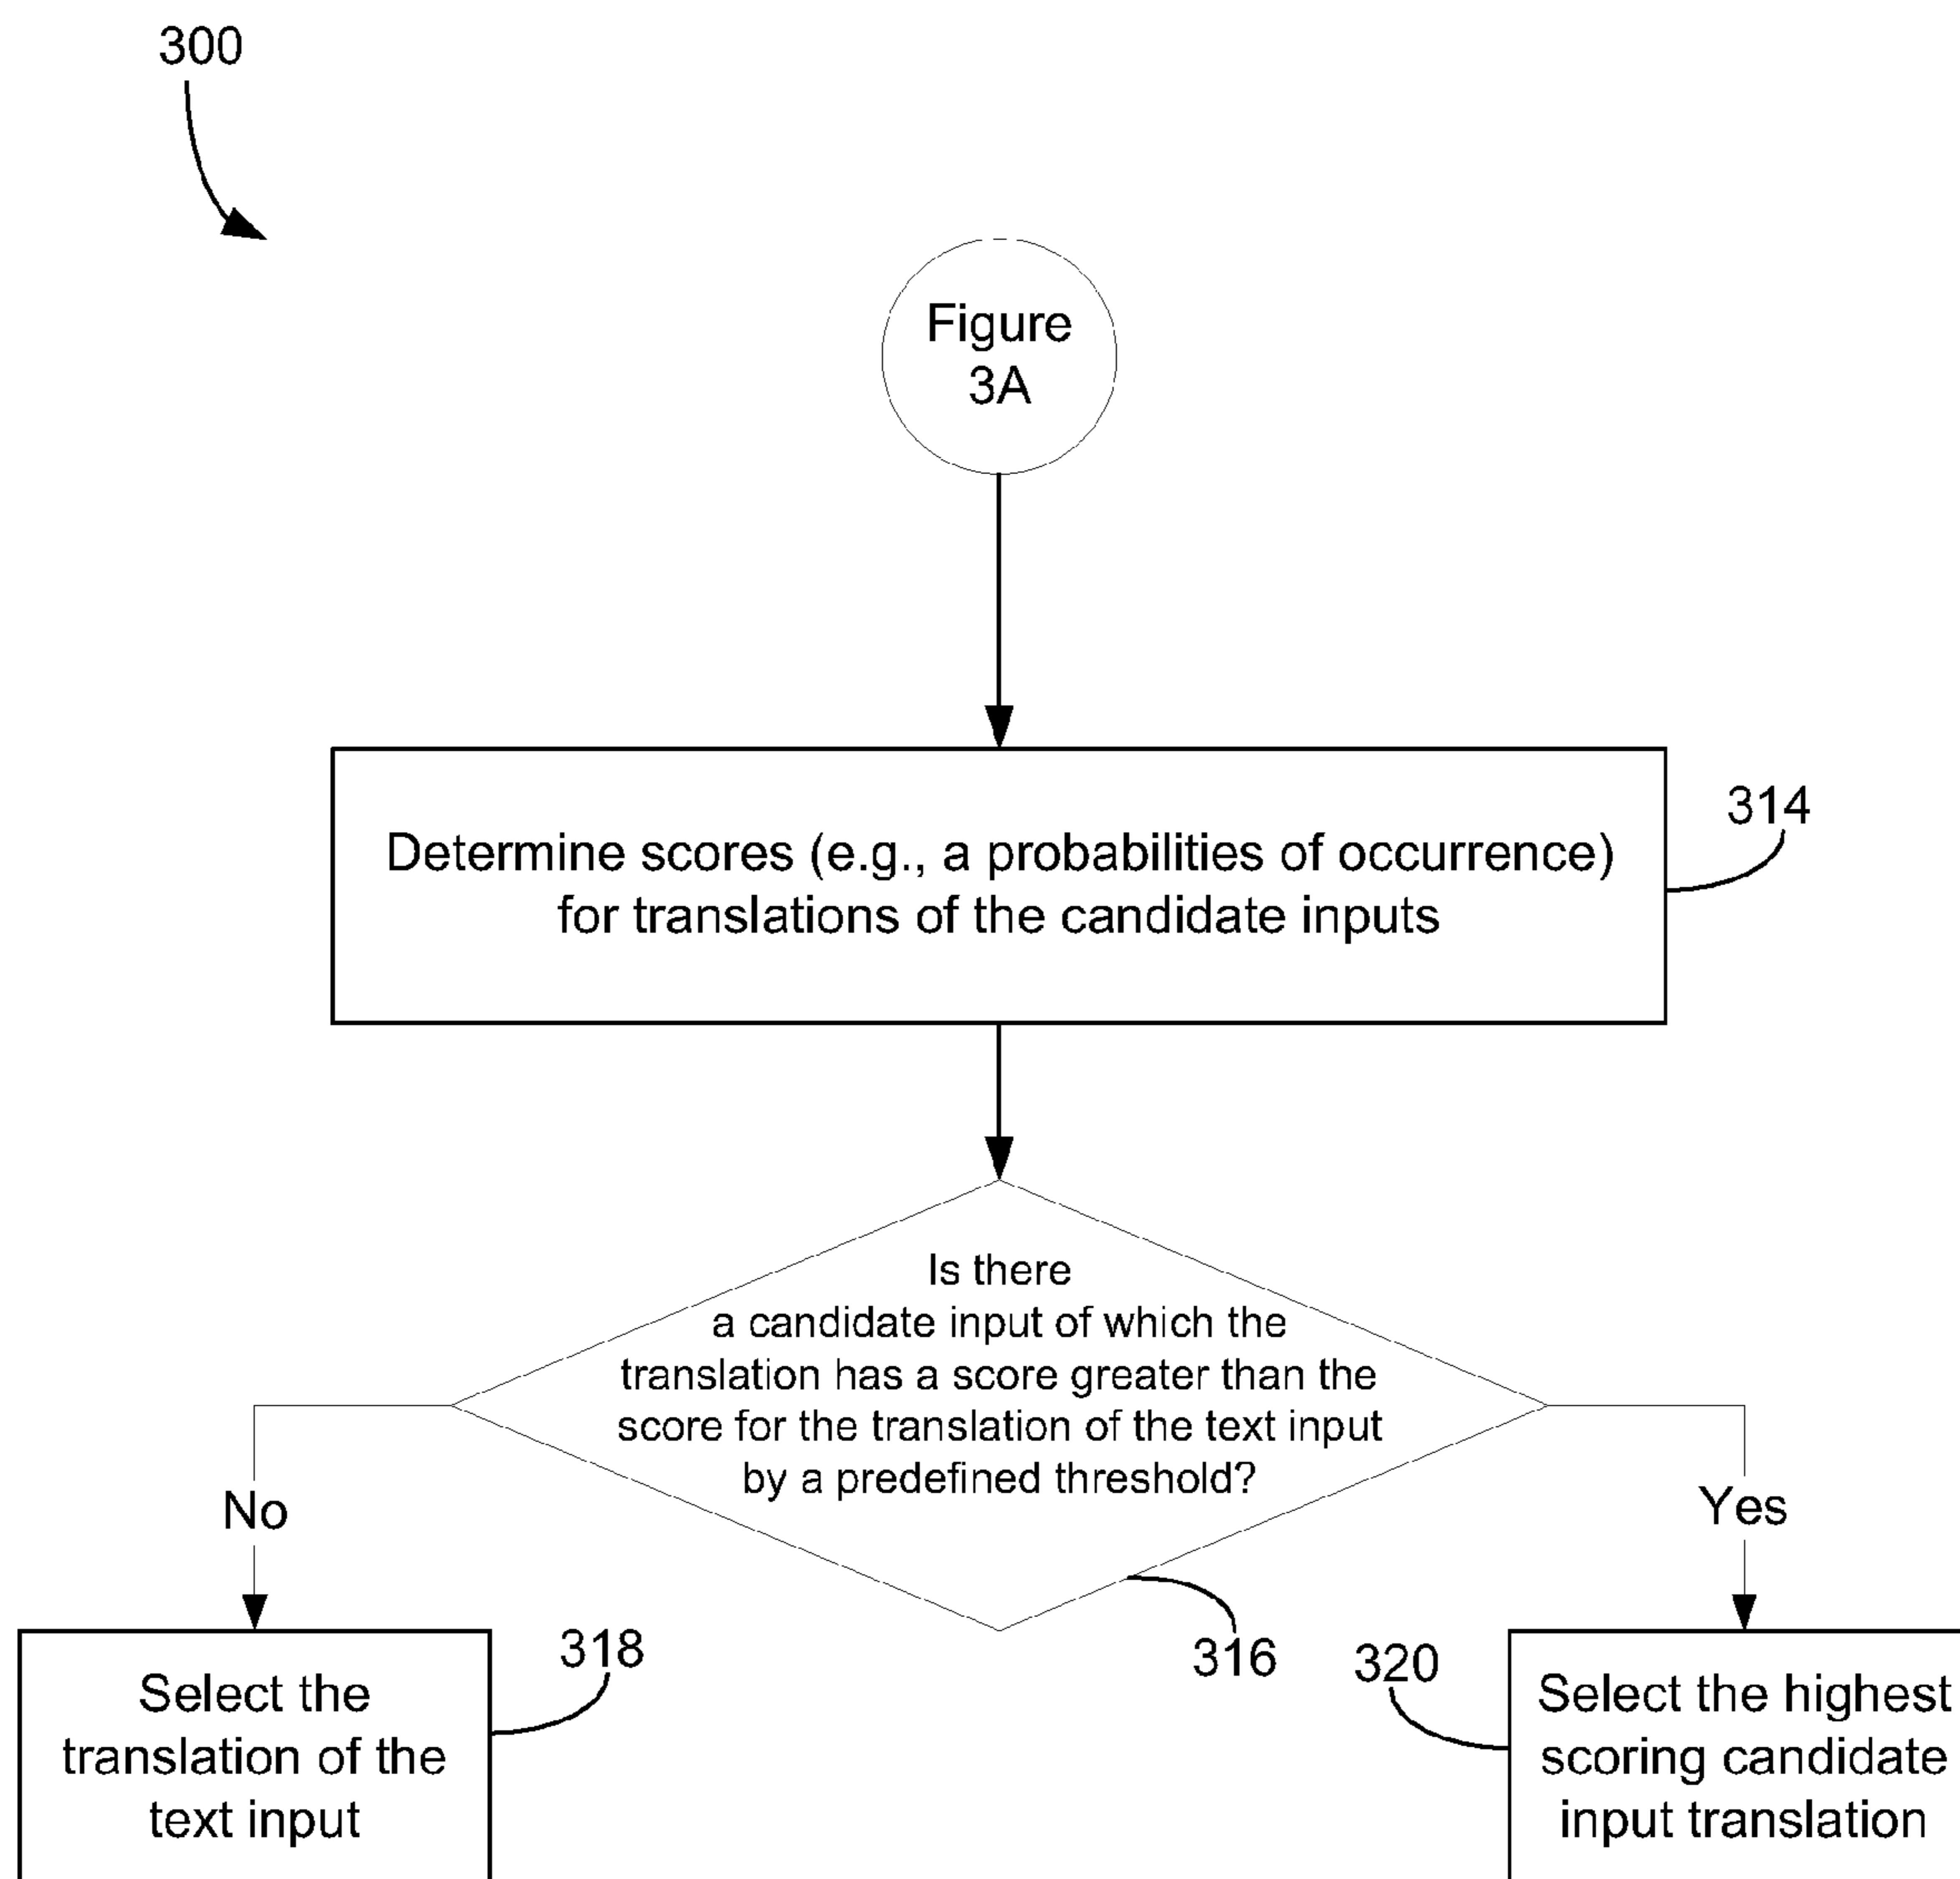 300
Figure
3A
314
Determine scores (e.g., a probabilities of occurrence)
for translations of the candidate inputs
Is there
a candidate input of which the
translation has a score greater than the
score for the translation of the text input
by a predefined threshold?
No
Yes
316
318
Select the
translation of the
text input
320
Select the highest
scoring candidate
input translation